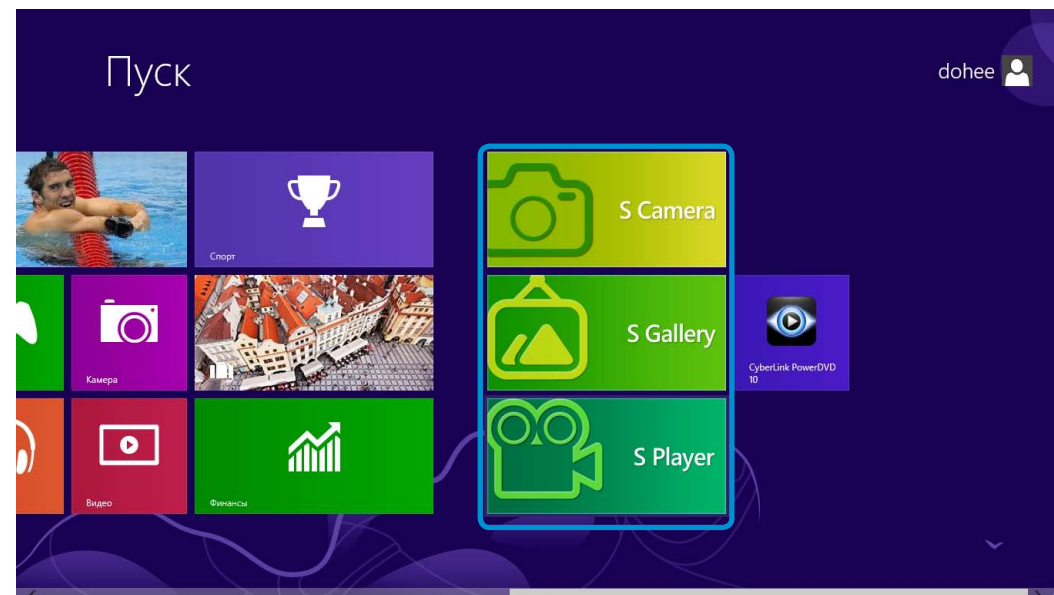 Пуск
dohee
Спорт
S Camera
Камера
S Gallery
CyberLink PowerDVD
10
Видео
Финансы
S Player